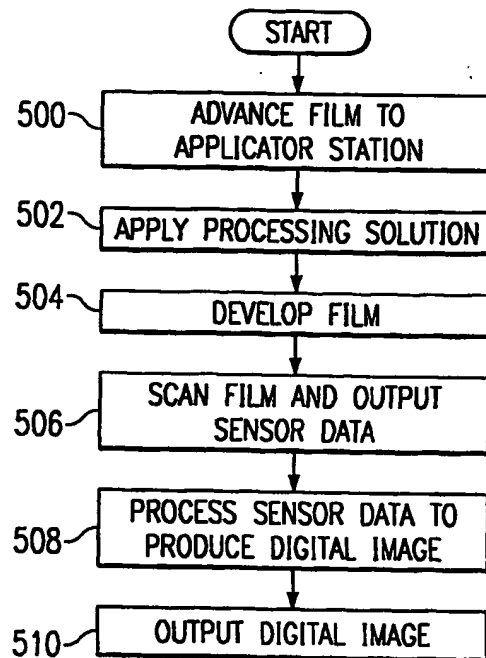 START
500
ADVANCE FILM TO
APPLICATOR STATION
502
APPLY PROCESSING SOLUTION
504
DEVELOP FILM
506
SCAN FILM AND OUTPUT
SENSOR DATA
508
PROCESS SENSOR DATA TO
PRODUCE DIGITAL IMAGE
510
OUTPUT DIGITAL IMAGE